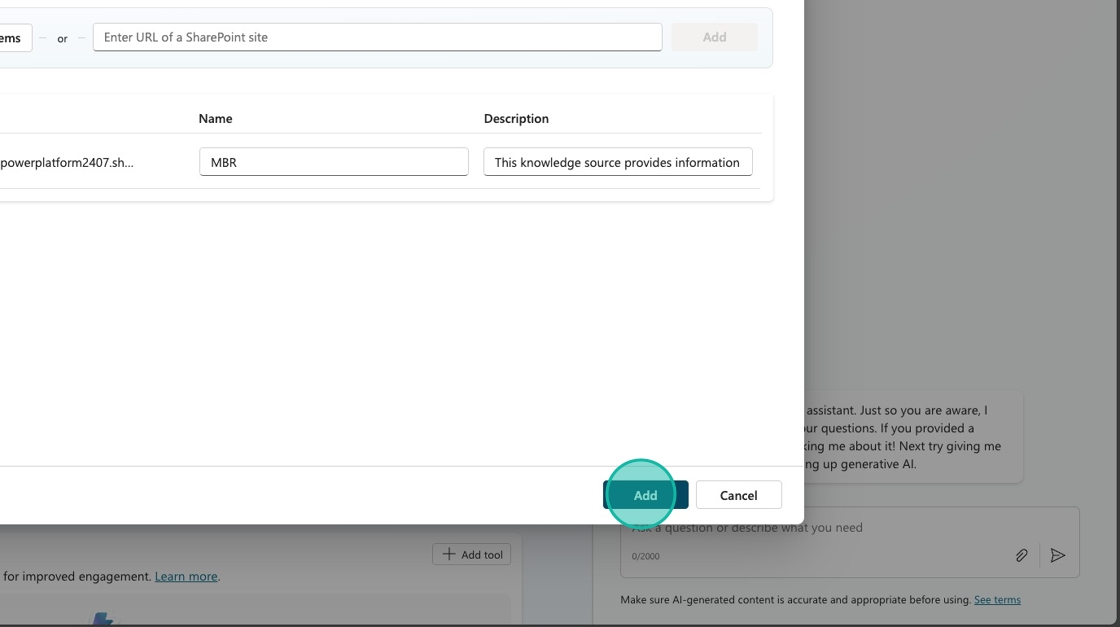 ems or Enter URL of a SharePoint site Add
Name Description
powerplatform2407.sh... MBR This knowledge source provides information
assistant. Just so you are aware, I
ur questions. If you provided a
king me about it! Next try giving me
ng up generative AI.
Add Cancel
Ask a question or describe what you need
0/2000
Add tool
for improved engagement. Learn more.
Make sure AI-generated content is accurate and appropriate before using. See terms